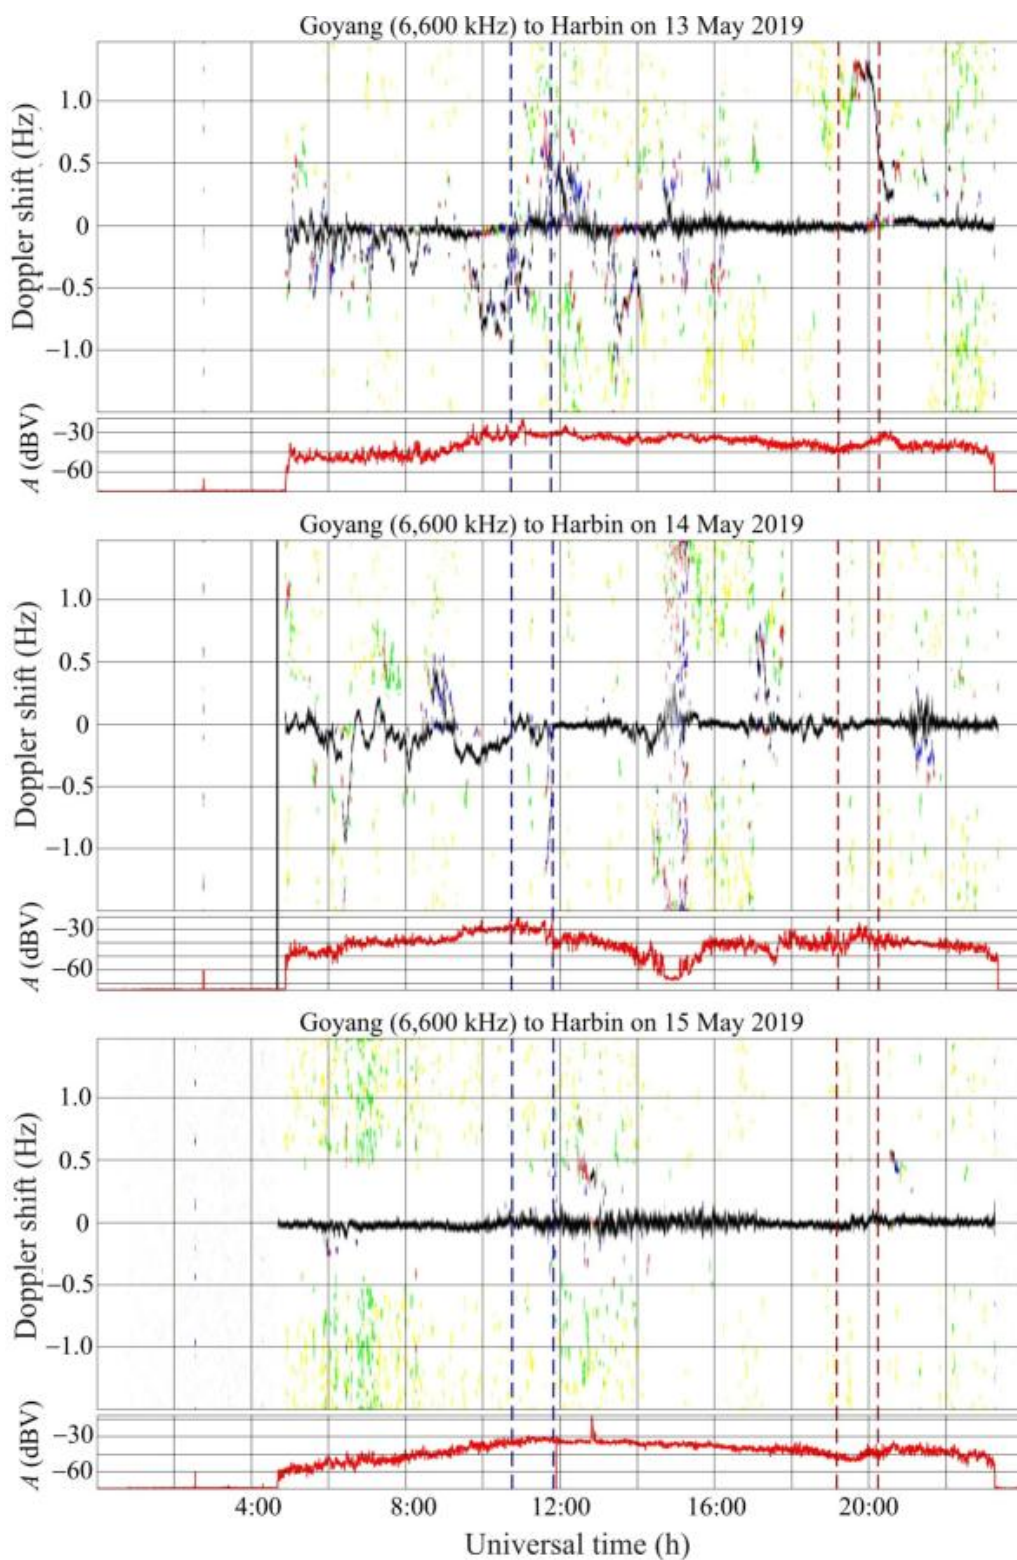 Goyang (6,600 kHz) to Harbin on 13 May 2019
Doppler shift (Hz)
1.0
0.5
0
−0.5
−1.0
A (dBV)
−30
−60
Goyang (6,600 kHz) to Harbin on 14 May 2019
Doppler shift (Hz)
1.0
0.5
0
−0.5
−1.0
A (dBV)
−30
−60
Goyang (6,600 kHz) to Harbin on 15 May 2019
Doppler shift (Hz)
1.0
0.5
0
−0.5
−1.0
A (dBV)
−30
−60
4:00 8:00 12:00 16:00 20:00
Universal time (h)